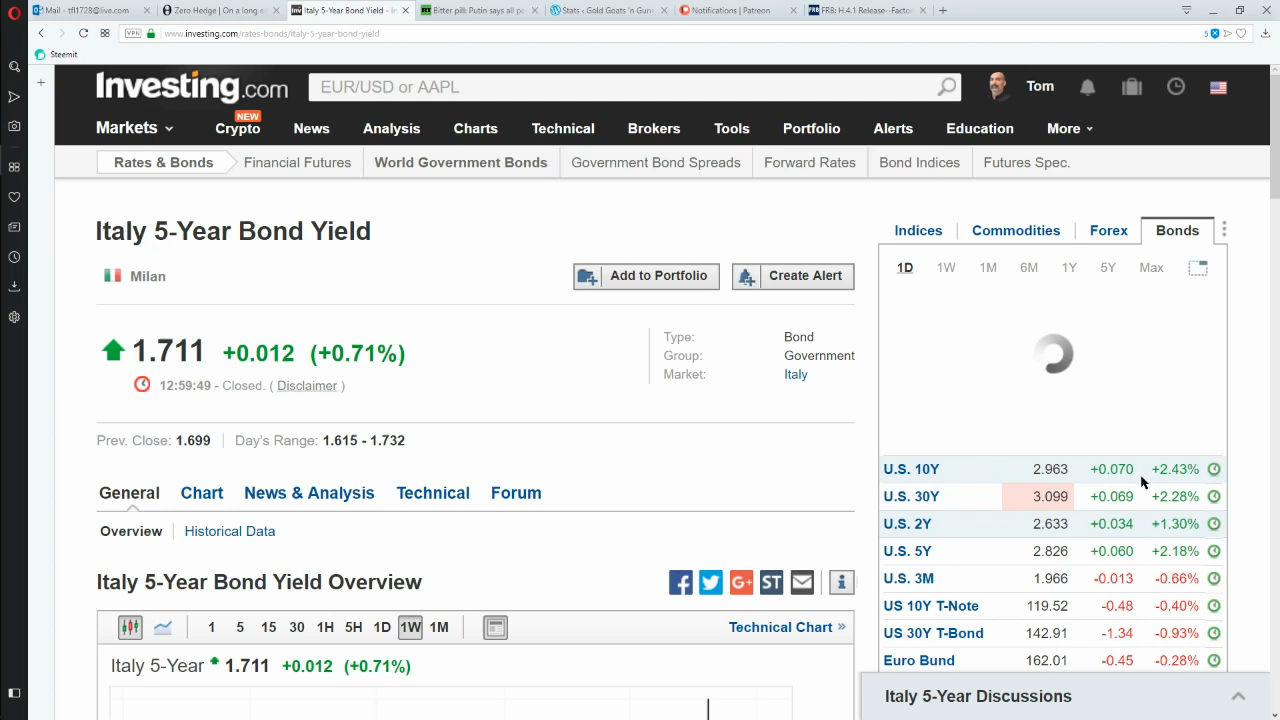 Mail - tfl1728@live.com
Zero Hedge | On a long e
Italy 5-Year Bond Yield - In
Bitter pill: Putin says all pe
Stats ‹ Gold Goats 'n Guns
Notifications | Patreon
FRB: H.4.1 Release--Factor
VPN
www.investing.com/rates-bonds/italy-5-year-bond-yield
5
Steemit
Investing.com
EUR/USD or AAPL
Tom
NEW
Markets
Crypto
News
Analysis
Charts
Technical
Brokers
Tools
Portfolio
Alerts
Education
More
Rates & Bonds
Financial Futures
World Government Bonds
Government Bond Spreads
Forward Rates
Bond Indices
Futures Spec.
Italy 5-Year Bond Yield
Milan
Add to Portfolio
Create Alert
1.711 +0.012 (+0.71%)
12:59:49 - Closed. ( Disclaimer )
Type: Bond
Group: Government
Market: Italy
Prev. Close: 1.699 Day's Range: 1.615 - 1.732
General Chart News & Analysis Technical Forum
Overview Historical Data
Italy 5-Year Bond Yield Overview
ST
1 5 15 30 1H 5H 1D 1W 1M
Technical Chart »
Italy 5-Year 1.711 +0.012 (+0.71%)
Indices Commodities Forex Bonds
1D 1W 1M 6M 1Y 5Y Max
U.S. 10Y 2.963 +0.070 +2.43%
U.S. 30Y 3.099 +0.069 +2.28%
U.S. 2Y 2.633 +0.034 +1.30%
U.S. 5Y 2.826 +0.060 +2.18%
U.S. 3M 1.966 -0.013 -0.66%
US 10Y T-Note 119.52 -0.48 -0.40%
US 30Y T-Bond 142.91 -1.34 -0.93%
Euro Bund 162.01 -0.45 -0.28%
Italy 5-Year Discussions